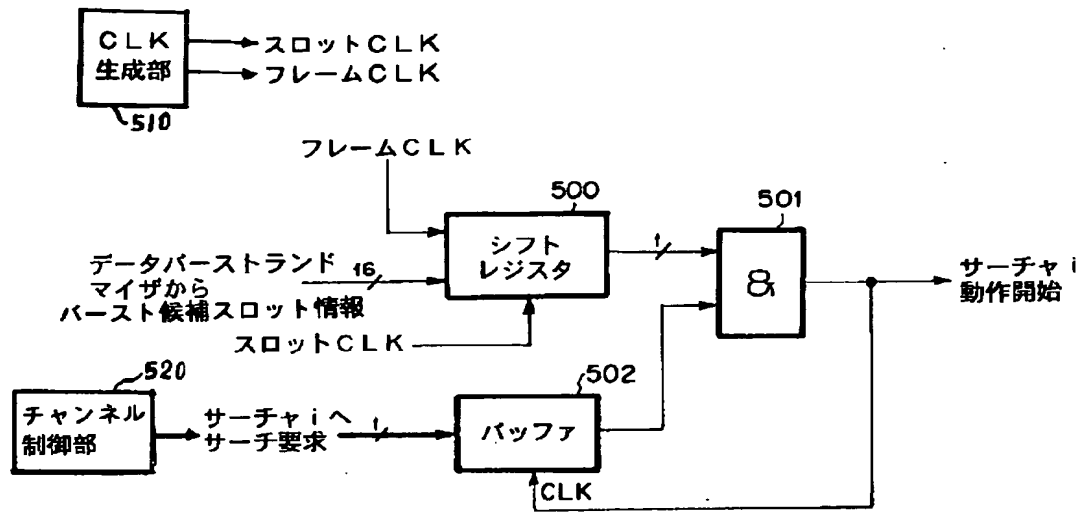 CLK
生成部
スロットCLK
フレームCLK
510
フレームCLK
500
501
シフト
レジスタ
1
&
データバーストランド
マイザから
バースト候補スロット情報
16
サーチャi
動作開始
スロットCLK
520
502
チャンネル
制御部
サーチャiへ
サーチ要求
1
バッファ
CLK